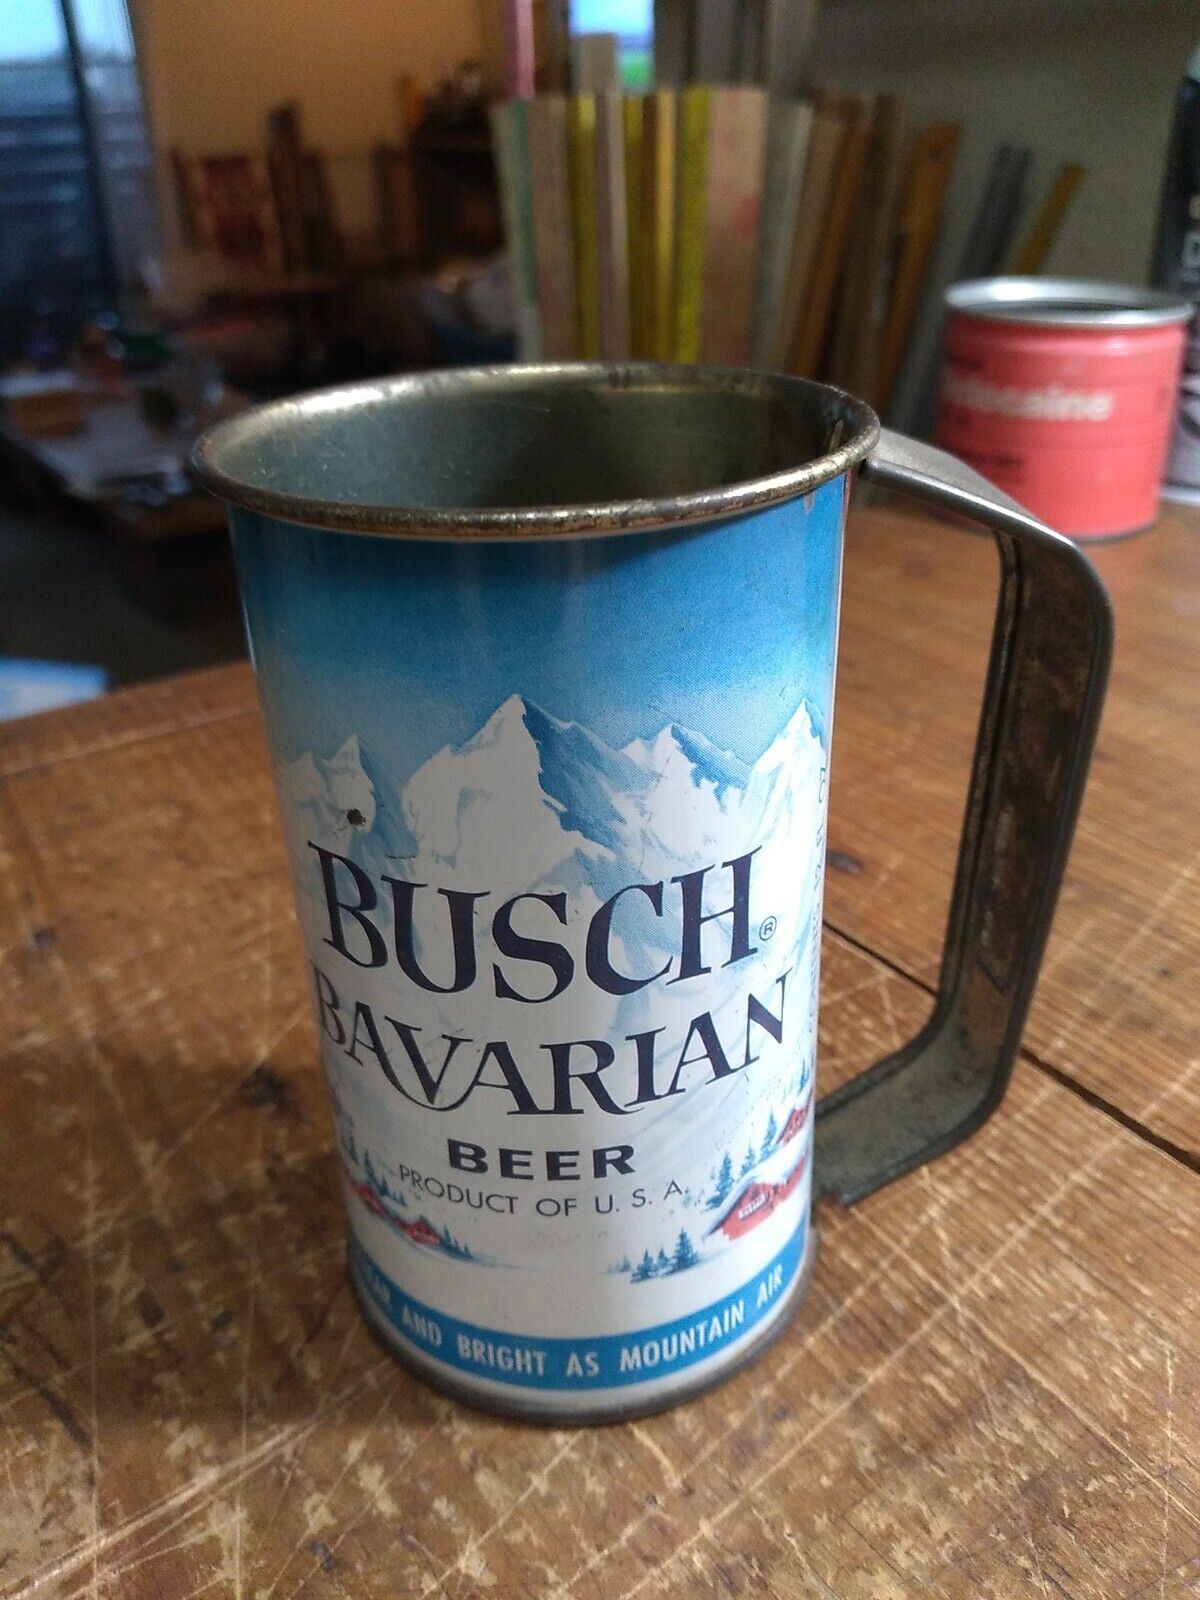 BUSCH®
BAVARIAN
BEER
PRODUCT OF U.S.A.
AND BRIGHT AS MOUNTAIN AIR